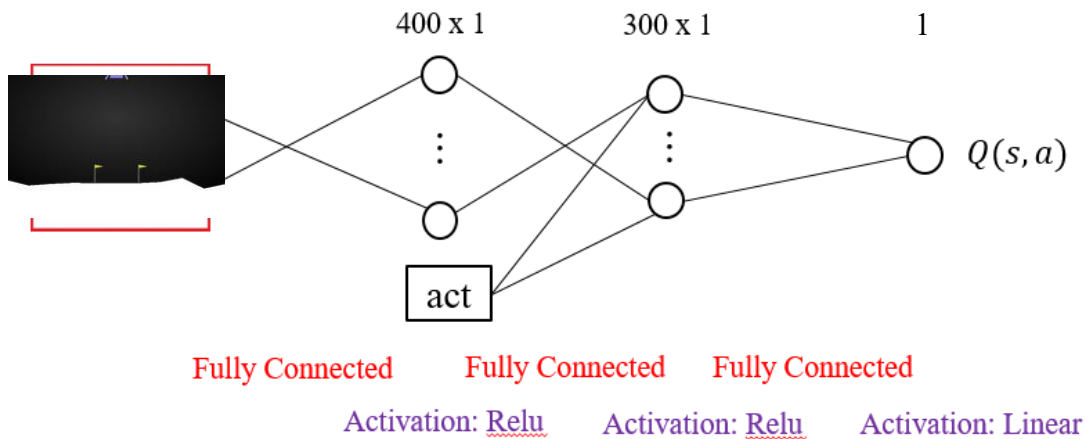 400 x 1 300 x 1 1
Q(s, a)
act
Fully Connected Fully Connected Fully Connected
Activation: Relu Activation: Relu Activation: Linear